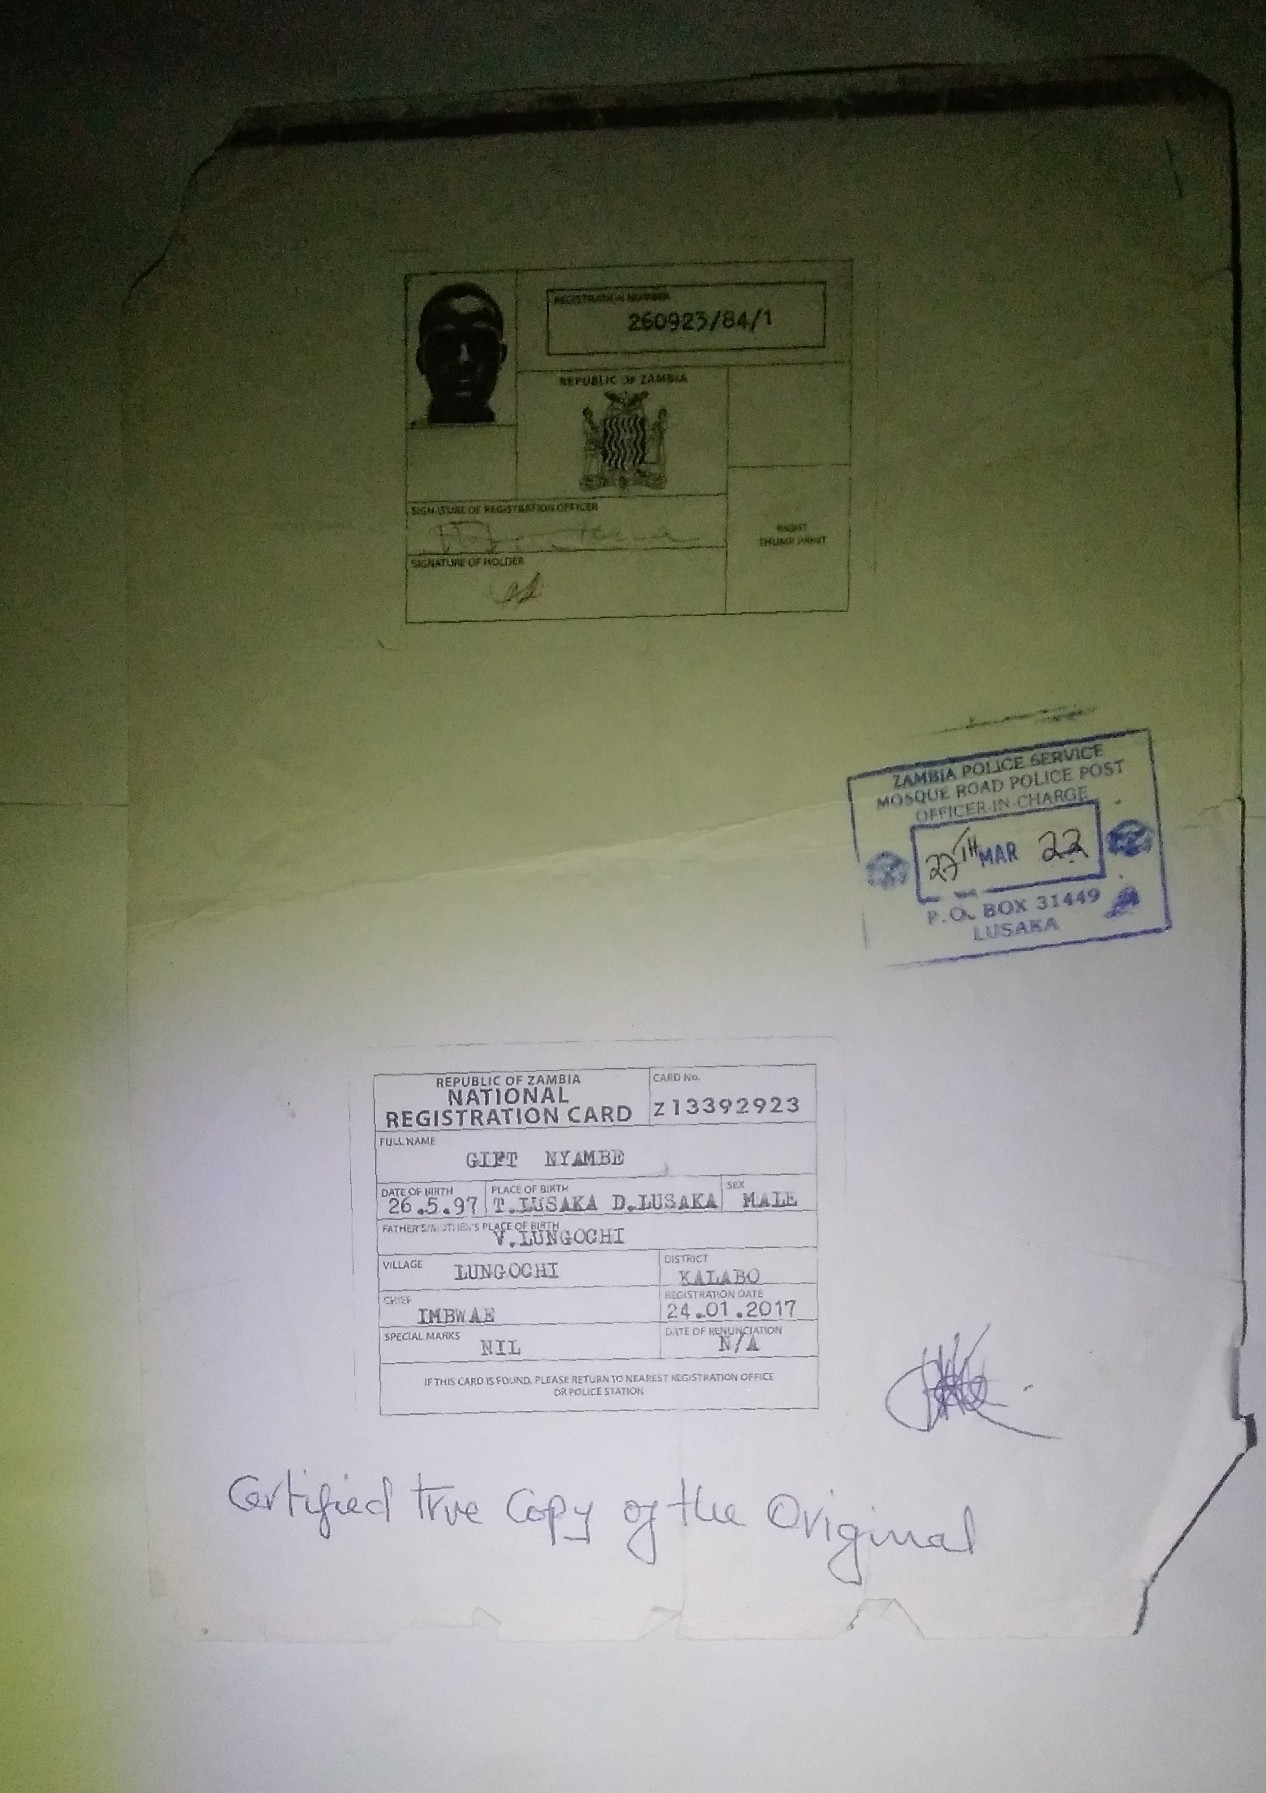 REGISTRATION NUMBER
260923/84/1
REPUBLIC OF ZAMBIA
SIGNATURE OF REGISTRATION OFFICER
SIGNATURE OF HOLDER
RIGHT
THUMB PRINT
ZAMBIA POLICE SERVICE
MOSQUE ROAD POLICE POST
OFFICER-IN-CHARGE
27TH MAR 22
P.O. BOX 31449
LUSAKA
REPUBLIC OF ZAMBIA
NATIONAL
REGISTRATION CARD
CARD No.
Z13392923
FULL NAME
GIFT NYAMBE
DATE OF BIRTH
26.5.97
PLACE OF BIRTH
T.LUSAKA D.LUSAKA
SEX
MALE
FATHER'S/MOTHER'S PLACE OF BIRTH
V.LUNGOCHI
VILLAGE
LUNGOCHI
DISTRICT
KALABO
CHIEF
IMBWAE
REGISTRATION DATE
24.01.2017
SPECIAL MARKS
NIL
DATE OF RENUNCIATION
N/A
IF THIS CARD IS FOUND, PLEASE RETURN TO NEAREST REGISTRATION OFFICE
OR POLICE STATION
Certified true Copy of the Original